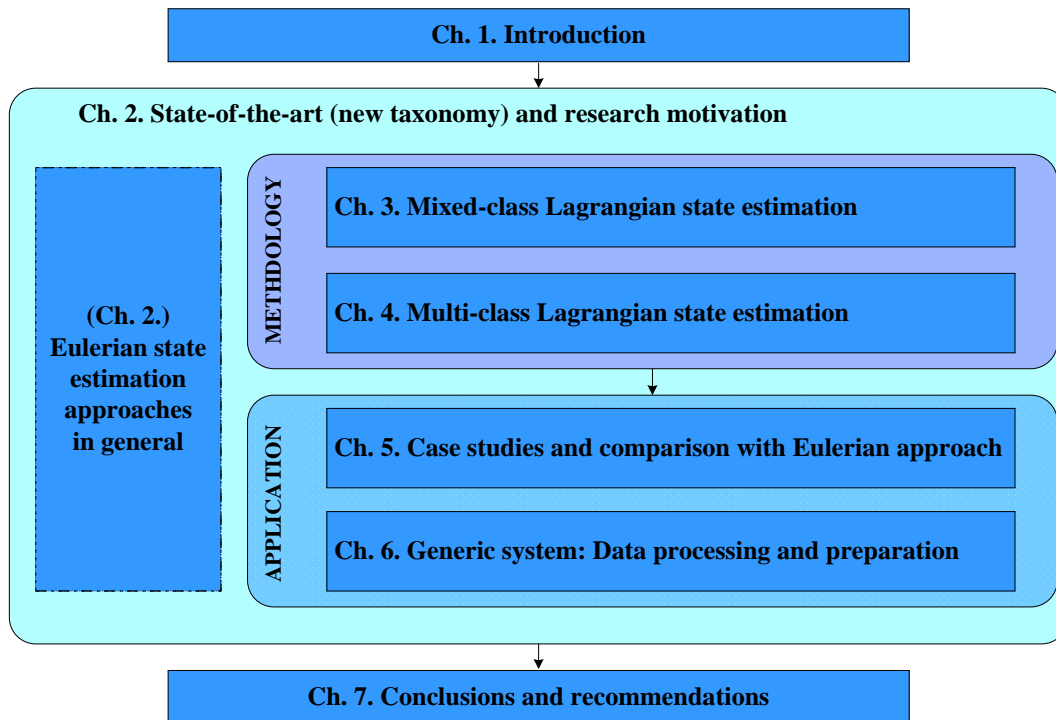 Ch. 1. Introduction
Ch. 2. State-of-the-art (new taxonomy) and research motivation
(Ch. 2.)
Eulerian state
estimation
approaches
in general
METHDOLOGY
Ch. 3. Mixed-class Lagrangian state estimation
Ch. 4. Multi-class Lagrangian state estimation
APPLICATION
Ch. 5. Case studies and comparison with Eulerian approach
Ch. 6. Generic system: Data processing and preparation
Ch. 7. Conclusions and recommendations